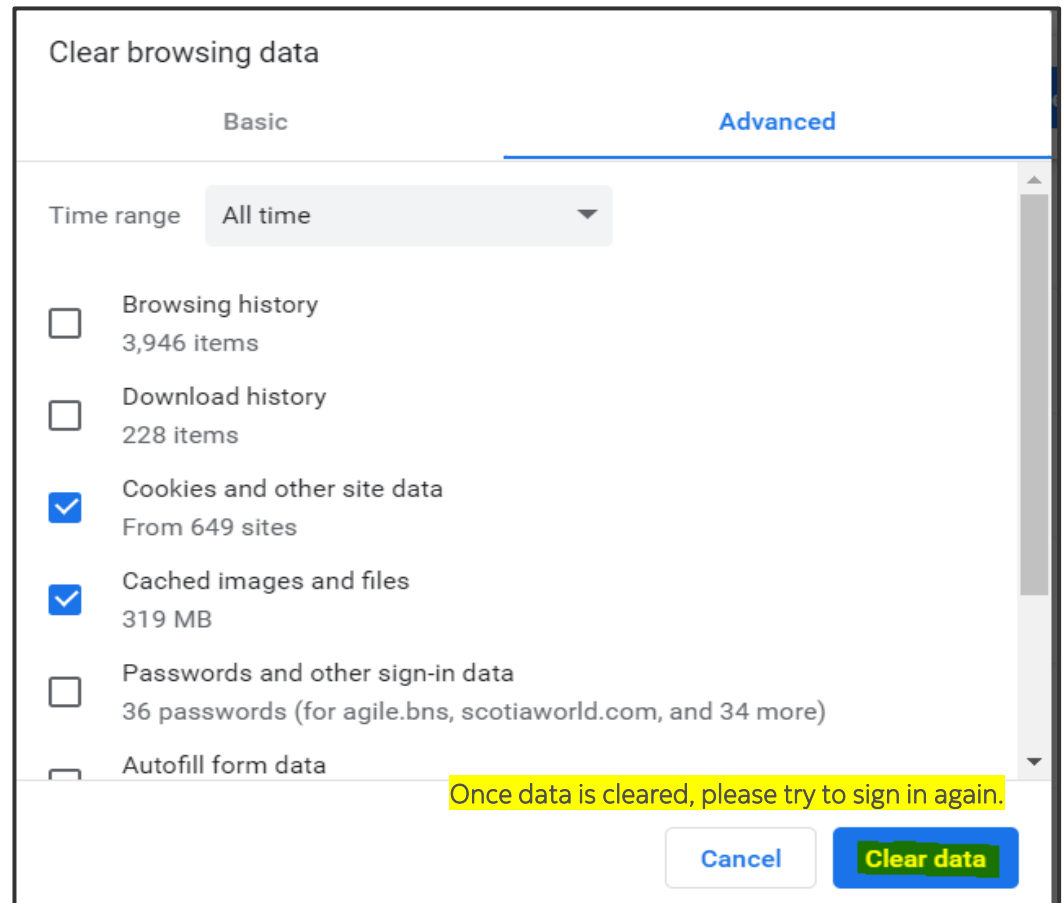 Clear browsing data
Basic
Advanced
Time range
All time
Browsing history
3,946 items
Download history
228 items
Cookies and other site data
From 649 sites
Cached images and files
319 MB
Passwords and other sign-in data
36 passwords (for agile.bns, scotiaworld.com, and 34 more)
Autofill form data
Once data is cleared, please try to sign in again.
Cancel
Clear data